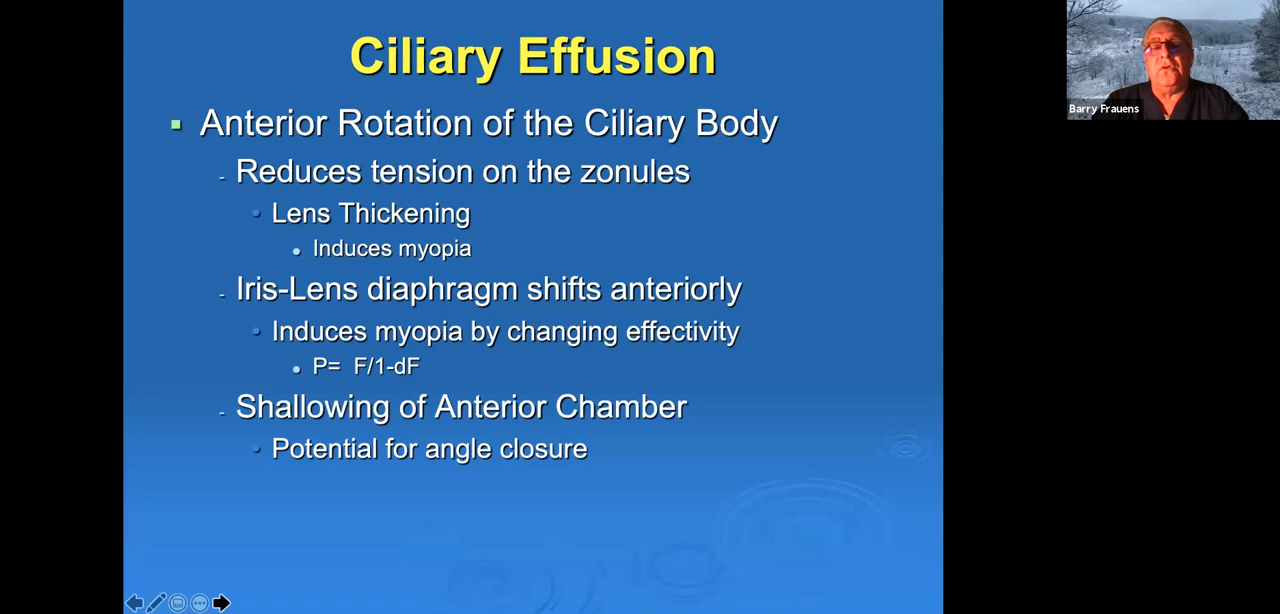 Ciliary Effusion
Anterior Rotation of the Ciliary Body
- Reduces tension on the zonules
Lens Thickening
Induces myopia
- Iris-Lens diaphragm shifts anteriorly
Induces myopia by changing effectivity
P= F/1-dF
- Shallowing of Anterior Chamber
Potential for angle closure
Barry Frauens